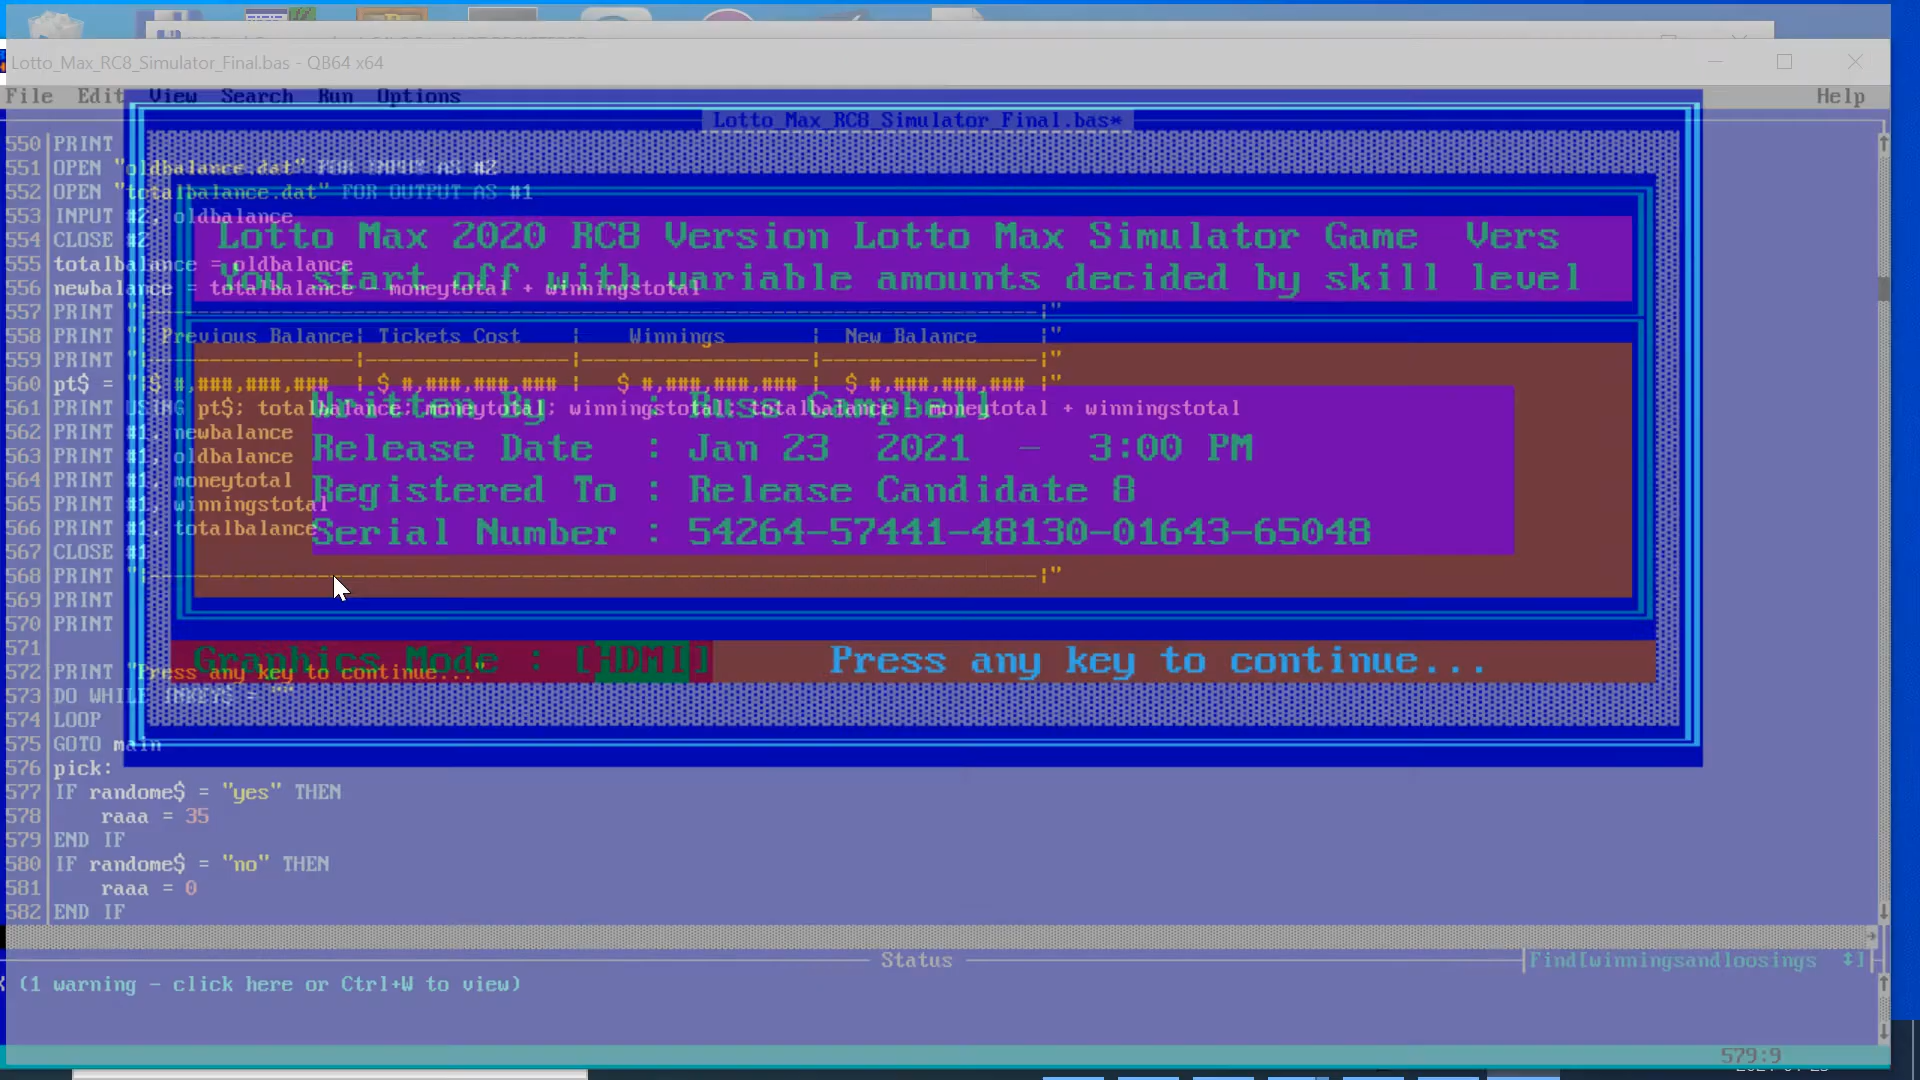 Lotto_Max_RC8_Simulator_Final.bas - QB64 x64
File Edit View Search Run Options Help
Lotto_Max_RC8_Simulator_Final.bas*
550 PRINT
551 OPEN "oldbalance.dat" FOR INPUT AS #2
552 OPEN "totalbalance.dat" FOR OUTPUT AS #1
553 INPUT #2, oldbalance
554 CLOSE #2
555 totalbalance = oldbalance
556 newbalance = totalbalance - moneytotal + winningstotal
557 PRINT "¦-------------------------------------------------------------------------¦"
558 PRINT "¦ Previous Balance¦ Tickets Cost    ¦    Winnings       ¦  New Balance     ¦"
559 PRINT "¦-----------------¦-----------------¦-------------------¦------------------¦"
560 pt$ = "¦$ #,###,###,###  ¦ $ #,###,###,### ¦   $ #,###,###,### ¦  $ #,###,###,### ¦"
561 PRINT USING pt$; totalbalance; moneytotal; winningstotal; totalbalance - moneytotal + winningstotal
562 PRINT #1, newbalance
563 PRINT #1, oldbalance
564 PRINT #1, moneytotal
565 PRINT #1, winningstotal
566 PRINT #1, totalbalance
567 CLOSE #1
568 PRINT "¦-------------------------------------------------------------------------¦"
569 PRINT
570 PRINT
571
572 PRINT "Press any key to continue..."
573 DO WHILE INKEY$ = ""
574 LOOP
575 GOTO main
576 pick:
577 IF randome$ = "yes" THEN
578 raaa = 35
579 END IF
580 IF randome$ = "no" THEN
581 raaa = 0
582 END IF
Lotto Max 2020 RC8 Version Lotto Max Simulator Game Vers
You start off with variable amounts decided by skill level
Written By : Russ Campbell
Release Date : Jan 23 2021 - 3:00 PM
Registered To : Release Candidate 8
Serial Number : 54264-57441-48130-01643-65048
Graphics Mode : [HDMI] Press any key to continue...
Status
Find[winningsandloosings ↕]
(1 warning - click here or Ctrl+W to view)
579:9